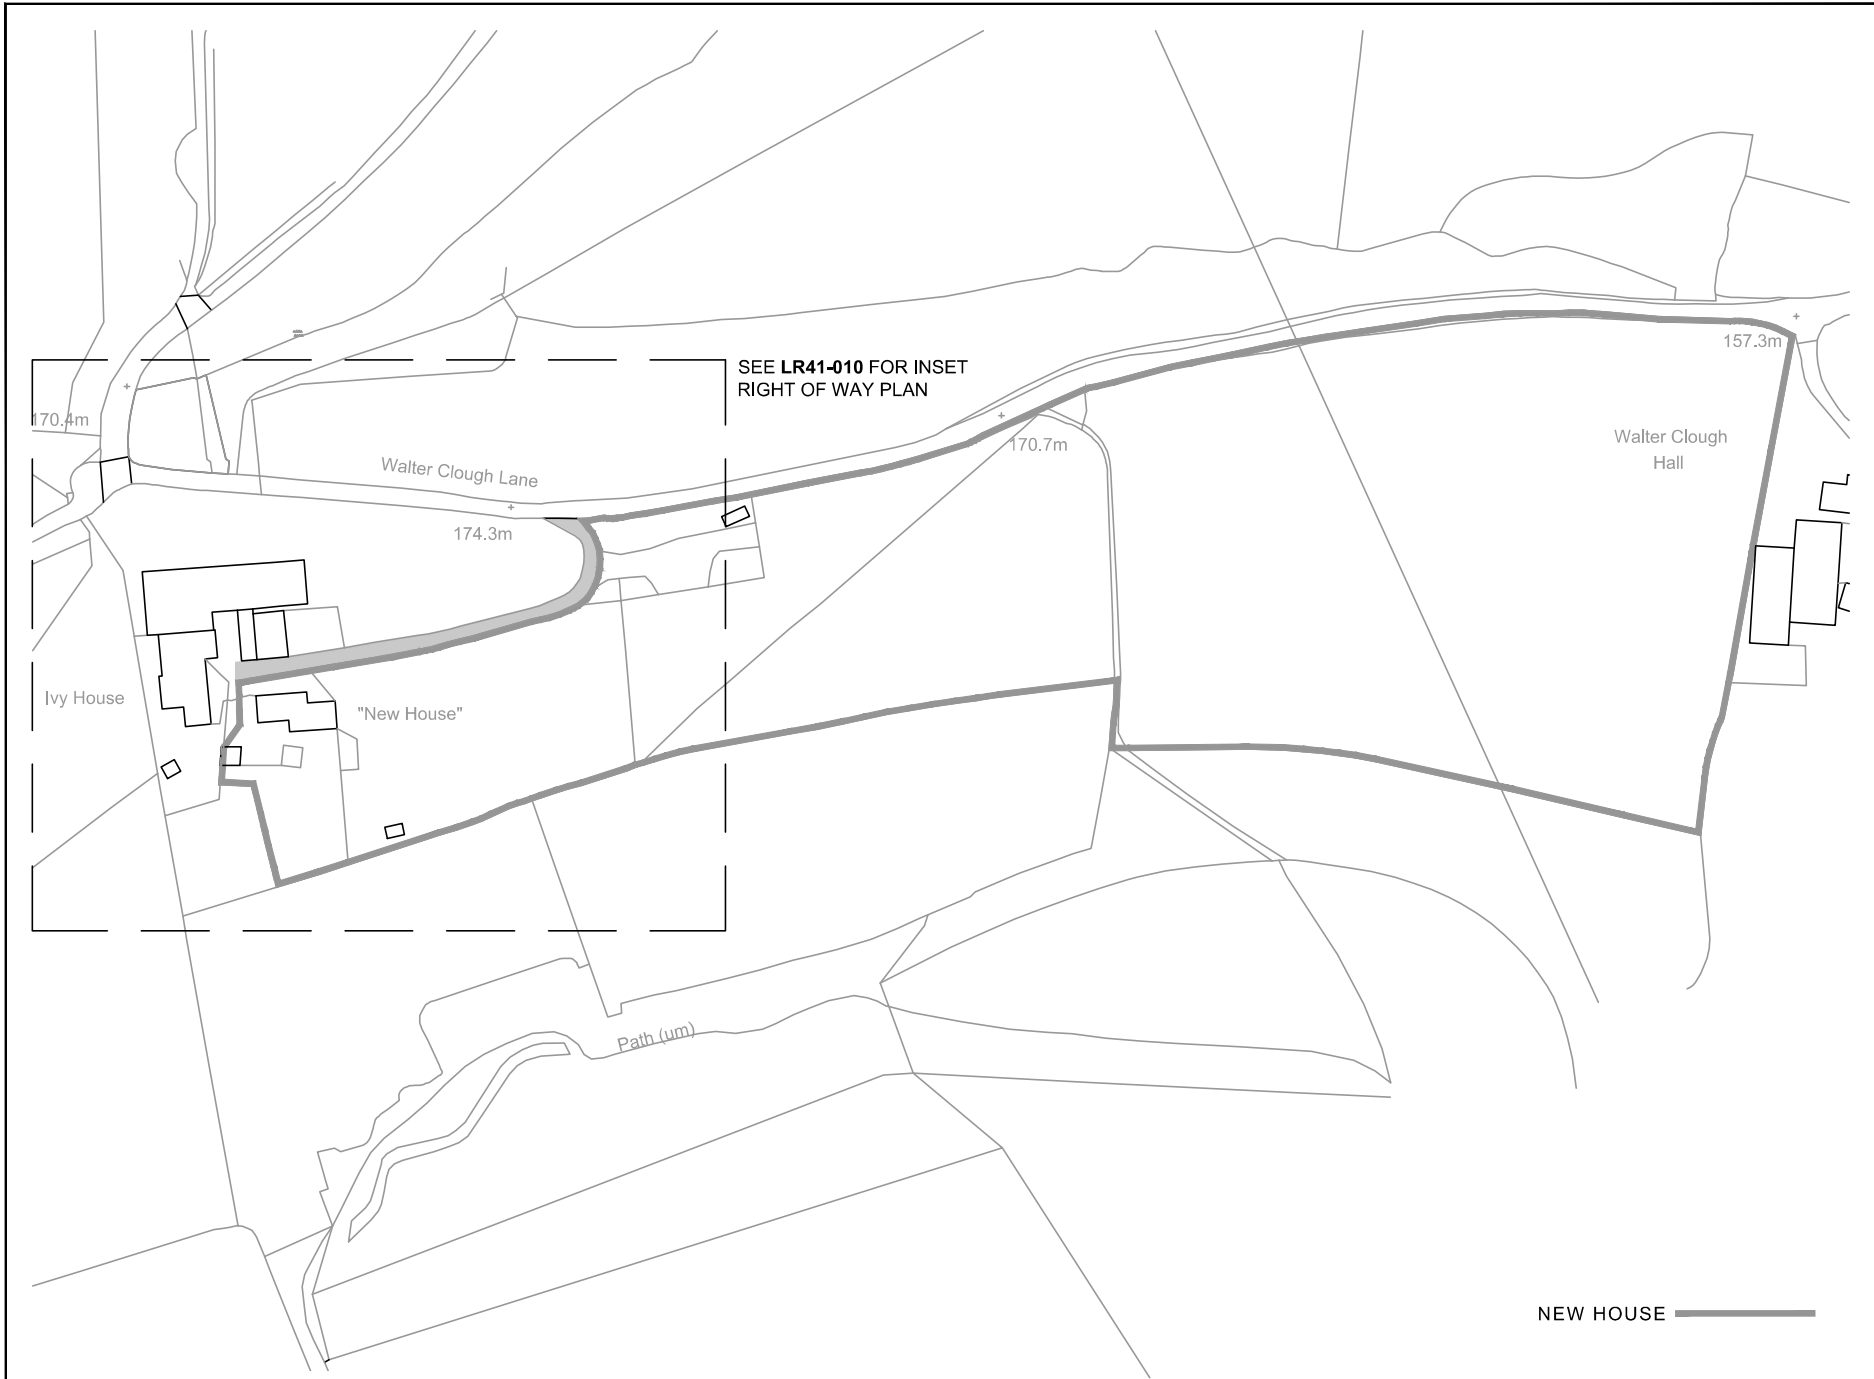 SEE LR41-010 FOR INSET
RIGHT OF WAY PLAN
157.3m
170.4m
170.7m
Walter Clough
Hall
Walter Clough Lane
174.3m
Ivy House
"New House"
Path (um)
NEW HOUSE